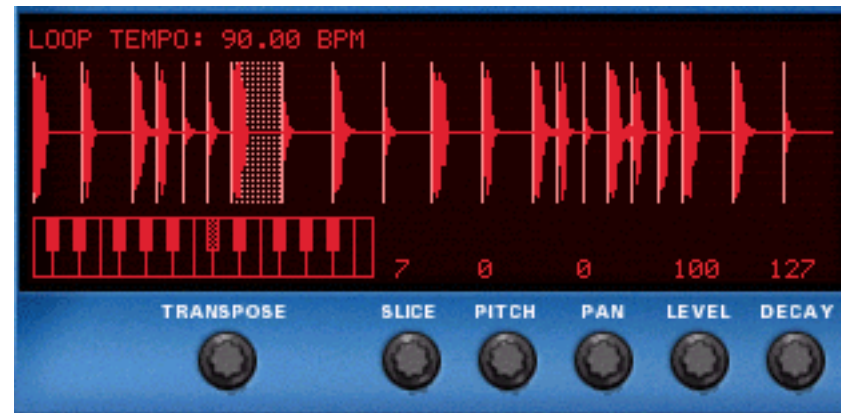 LOOP TEMPO: 90.00 BPM
7 0 0 100 127
TRANSPOSE SLICE PITCH PAN LEVEL DECAY